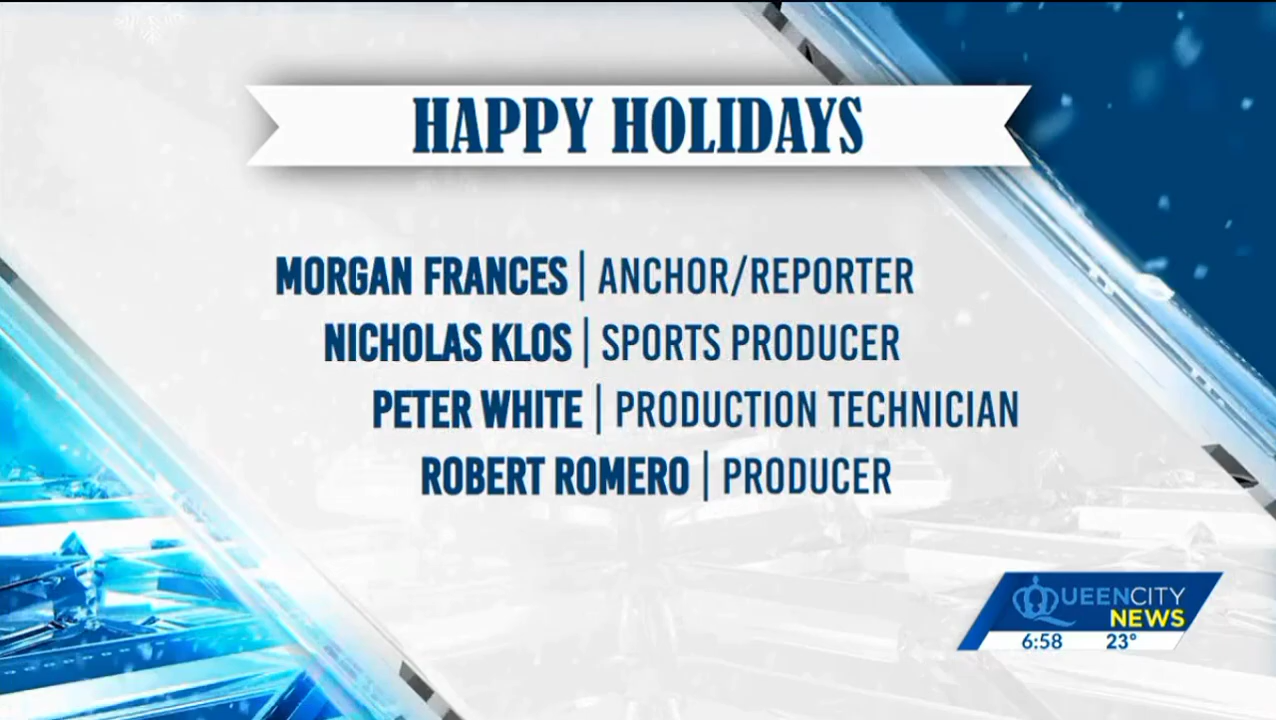 HAPPY HOLIDAYS
MORGAN FRANCES | ANCHOR/REPORTER
NICHOLAS KLOS | SPORTS PRODUCER
PETER WHITE | PRODUCTION TECHNICIAN
ROBERT ROMERO | PRODUCER
QUEENCITY
NEWS
6:58 23°